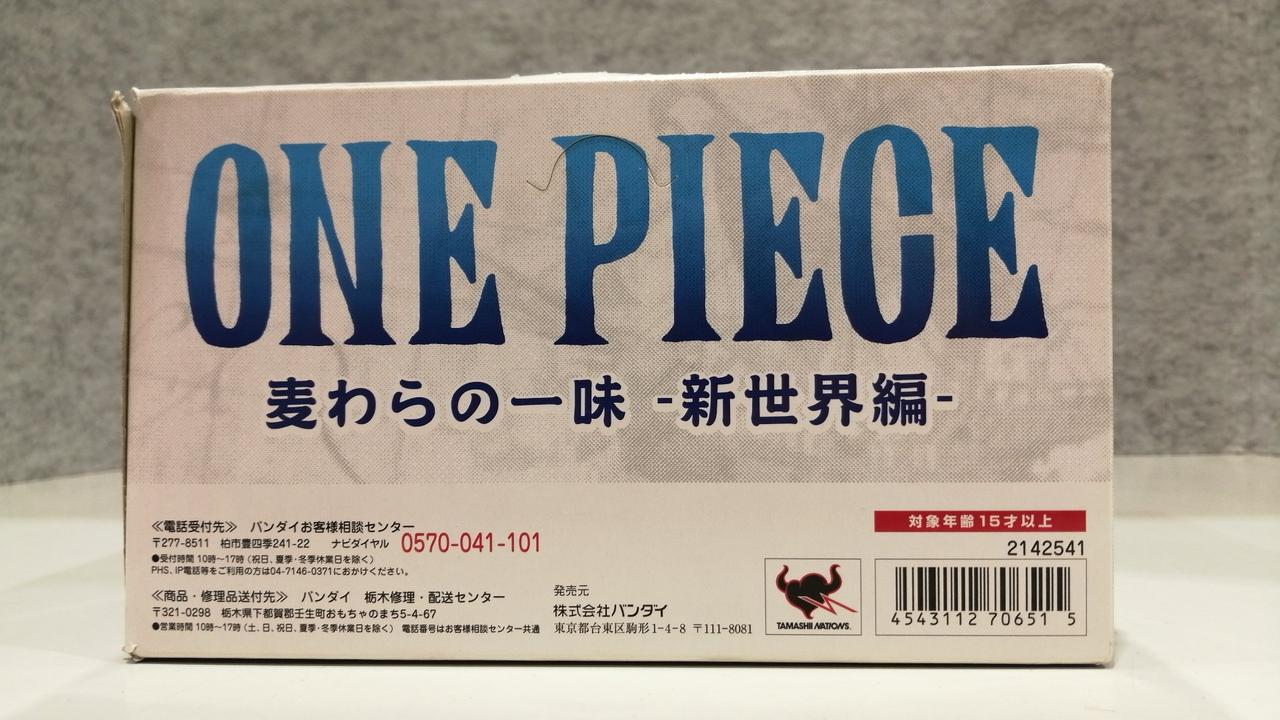 ONE PIECE
麦わらの一味 -新世界編-
≪電話受付先≫ バンダイお客様相談センター
〒277-8511 柏市豊四季241-22 ナビダイヤル 0570-041-101
●受付時間 10時〜17時（祝日、夏季・冬季休業日を除く）
PHS、IP電話等をご利用の方は04-7146-0371におかけください。
≪商品・修理品送付先≫ バンダイ 栃木修理・配送センター
〒321-0298 栃木県下都賀郡壬生町おもちゃのまち5-4-67
●営業時間 10時〜17時（土、日、祝日、夏季・冬季休業日を除く） 電話番号はお客様相談センター共通
発売元
株式会社バンダイ
東京都台東区駒形1-4-8 〒111-8081
TAMASHII NATIONS.
対象年齢15才以上
2142541
4543112 70651 5